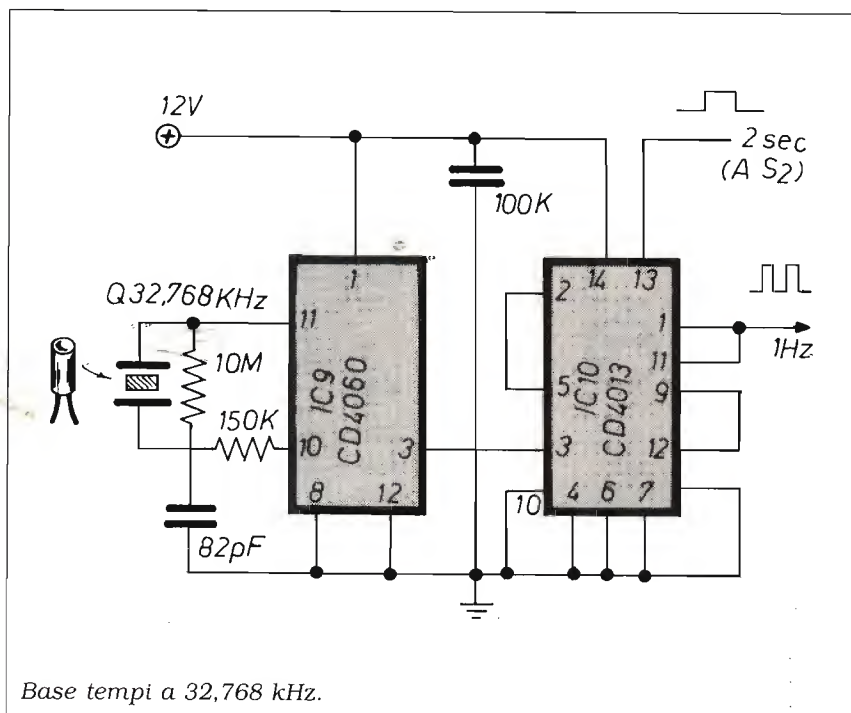 12V
2 sec
(A S2)
100K
Q32,768KHz
1
14 13
2
1
11
11
1Hz
10M
IC9
CD4060
5
IC10
CD4013
9
150K
10
3
3
12
8 12
10
4 6 7
82pF
Base tempi a 32,768 kHz.